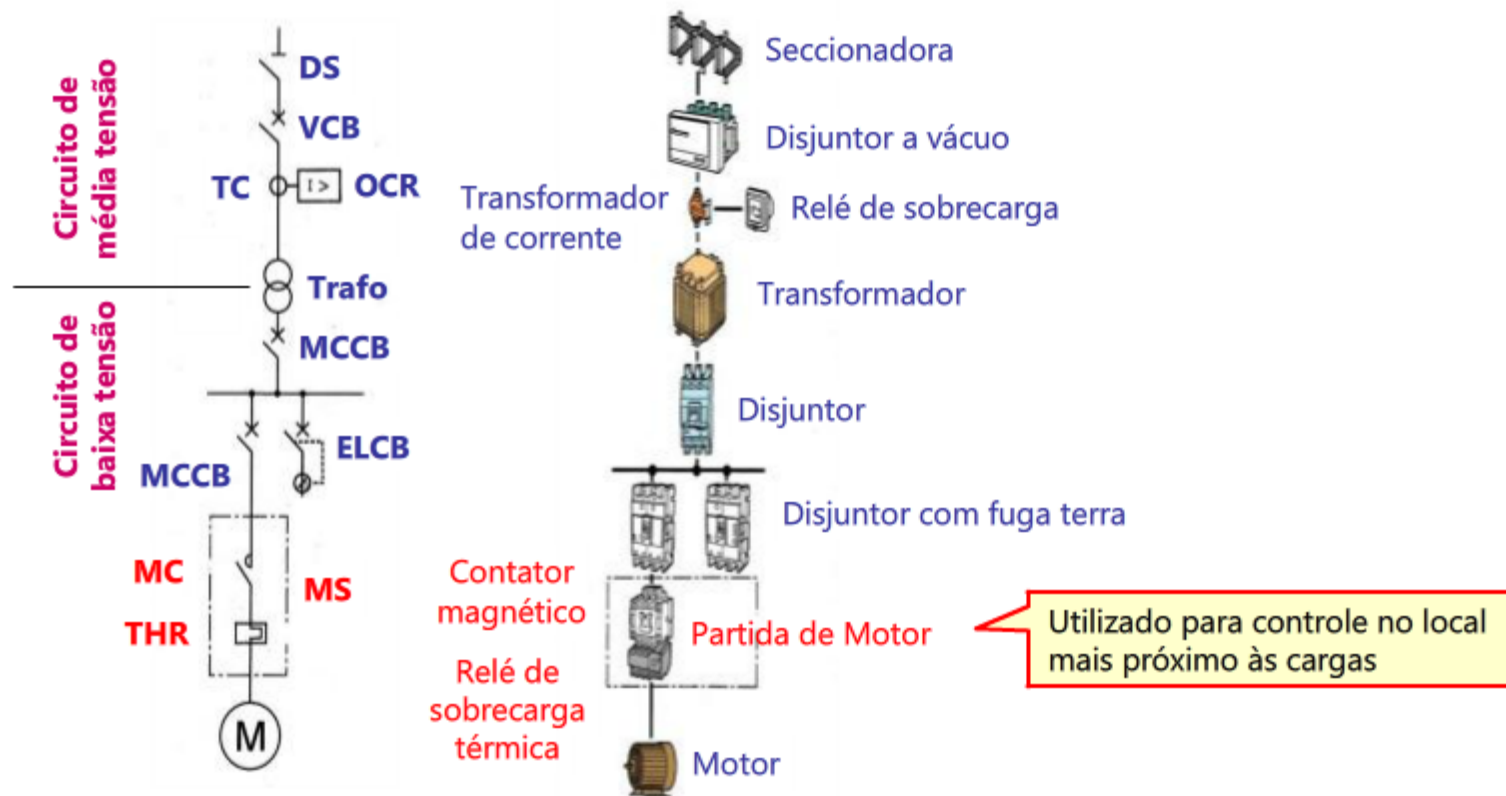 Circuito de
média tensão
DS
VCB
TC
I >
OCR
Trafo
Circuito de
baixa tensão
MCCB
MCCB
ELCB
MC
MS
THR
M
Seccionadora
Disjuntor a vácuo
Transformador
de corrente
Relé de sobrecarga
Transformador
Disjuntor
Disjuntor com fuga terra
Contator
magnético
Partida de Motor
Relé de
sobrecarga
térmica
Motor
Utilizado para controle no local
mais próximo às cargas